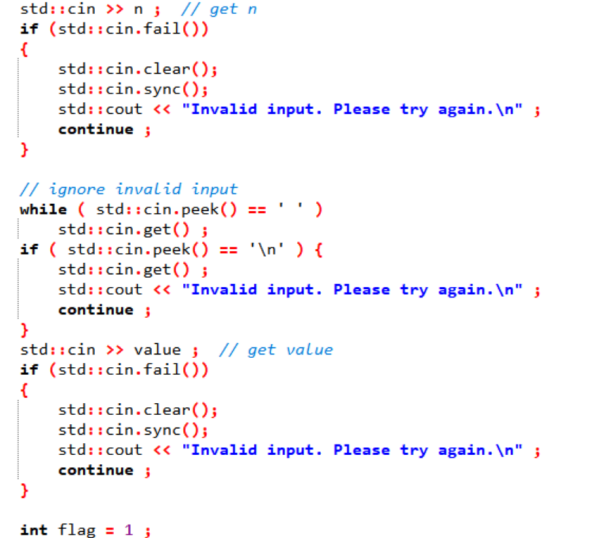 std::cin >> n ;  // get n
if (std::cin.fail())
{
    std::cin.clear();
    std::cin.sync();
    std::cout << "Invalid input. Please try again.\n" ;
    continue ;
}

// ignore invalid input
while ( std::cin.peek() == ' ' )
    std::cin.get() ;
if ( std::cin.peek() == '\n' ) {
    std::cin.get() ;
    std::cout << "Invalid input. Please try again.\n" ;
    continue ;
}
std::cin >> value ;  // get value
if (std::cin.fail())
{
    std::cin.clear();
    std::cin.sync();
    std::cout << "Invalid input. Please try again.\n" ;
    continue ;
}

int flag = 1 ;